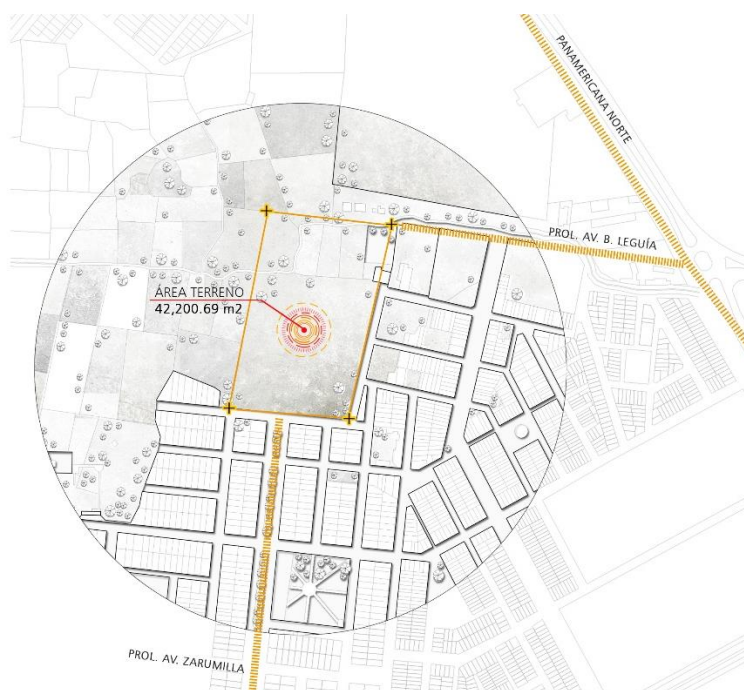 PANAMERICANA NORTE
PROL. AV. B. LEGUÍA
ÁREA TERRENO
42,200.69 m2
PROL. AV. ZARUMILLA